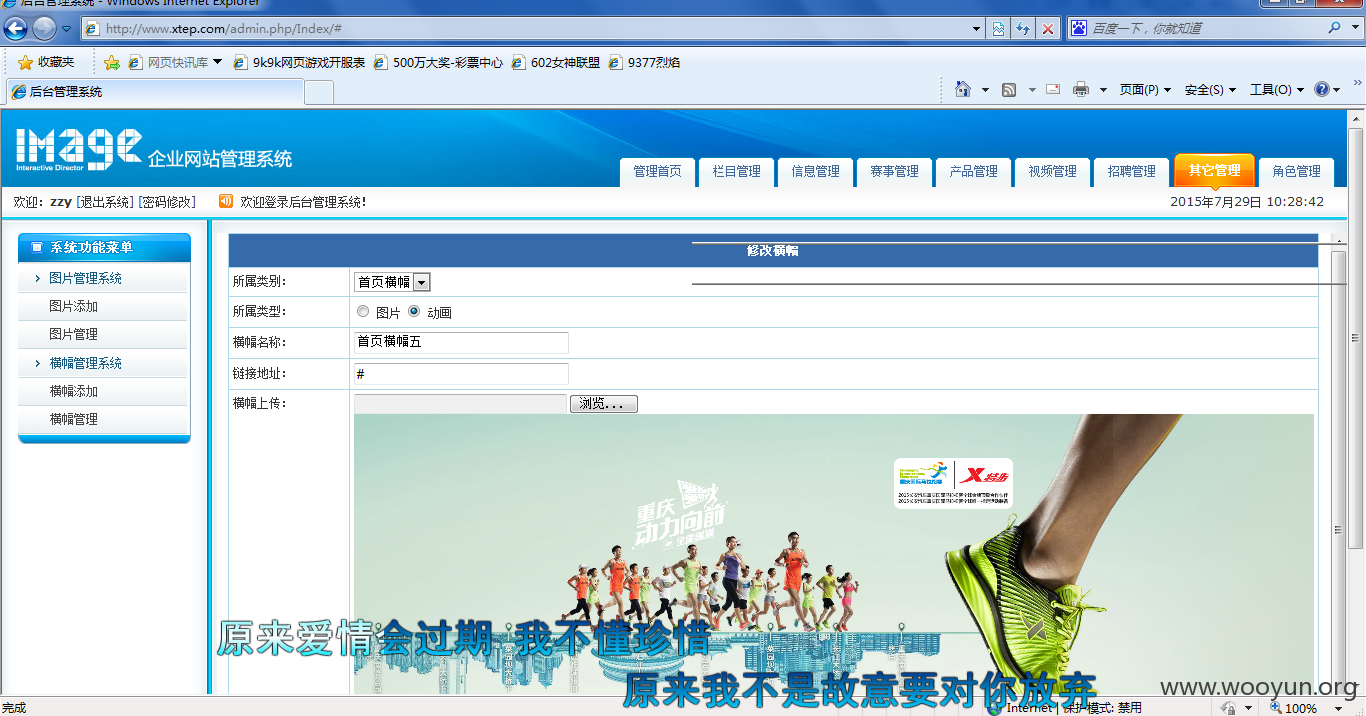 后台管理系统 - Windows Internet Explorer
http://www.xtep.com/admin.php/Index/#
百度一下，你就知道
收藏夹 网页快讯库 9k9k网页游戏开服表 500万大奖-彩票中心 602女神联盟 9377烈焰
后台管理系统
页面(P) 安全(S) 工具(O)
image
Interactive Director
企业网站管理系统
管理首页 栏目管理 信息管理 赛事管理 产品管理 视频管理 招聘管理 其它管理 角色管理
欢迎：zzy [退出系统] [密码修改] 欢迎登录后台管理系统!
2015年7月29日 10:28:42
系统功能菜单
图片管理系统
图片添加
图片管理
横幅管理系统
横幅添加
横幅管理
修改横幅
所属类别： 首页横幅
所属类型： 图片 动画
横幅名称： 首页横幅五
链接地址： #
横幅上传： 浏览...
重庆国际马拉松赛
特步
重庆
动力向前
原来爱情会过期 我不懂珍惜
原来我不是故意要对你放弃
www.wooyun.org
完成
Internet | 保护模式: 禁用
100%